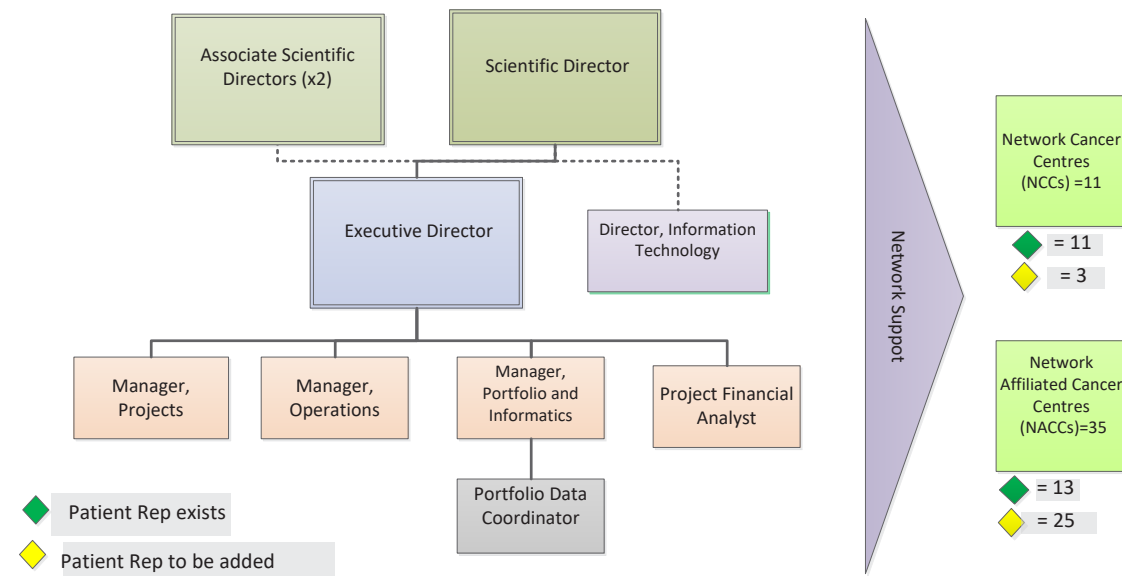 Associate Scientific
Directors (x2)
Scientific Director
Executive Director
Director, Information
Technology
Manager,
Projects
Manager,
Operations
Manager,
Portfolio and
Informatics
Project Financial
Analyst
Portfolio Data
Coordinator
Patient Rep exists
Patient Rep to be added
Network Suppot
Network Cancer
Centres
(NCCs) =11
= 11
= 3
Network
Affiliated Cancer
Centres
(NACCs)=35
= 13
= 25